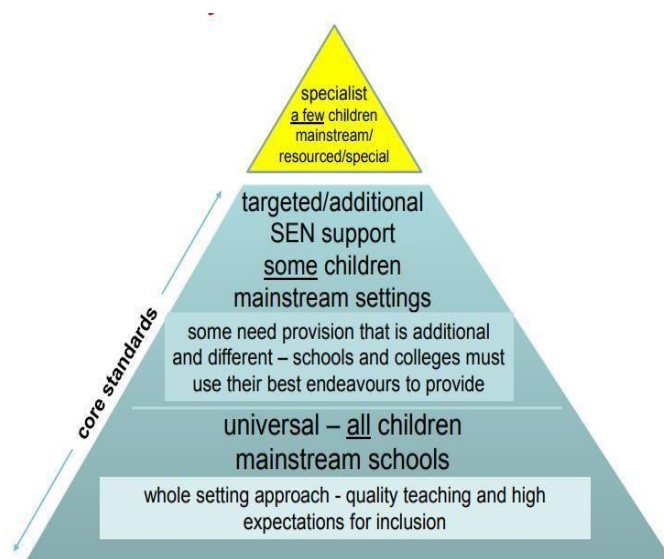 specialist
a few children
mainstream/
resourced/special
targeted/additional
SEN support
some children
mainstream settings
some need provision that is additional
and different – schools and colleges must
use their best endeavours to provide
core standards
universal – all children
mainstream schools
whole setting approach - quality teaching and high
expectations for inclusion